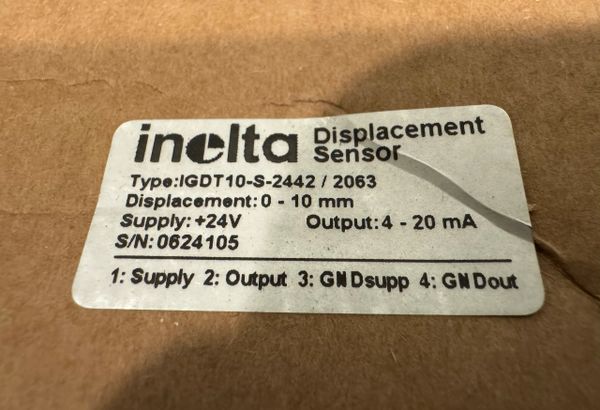 inelta Displacement Sensor
Type:IGDT10-S-2442 / 2063
Displacement: 0 - 10 mm
Supply: +24V Output: 4 - 20 mA
S/N: 0624105
1: Supply 2: Output 3: GNDsupp 4: GNDout